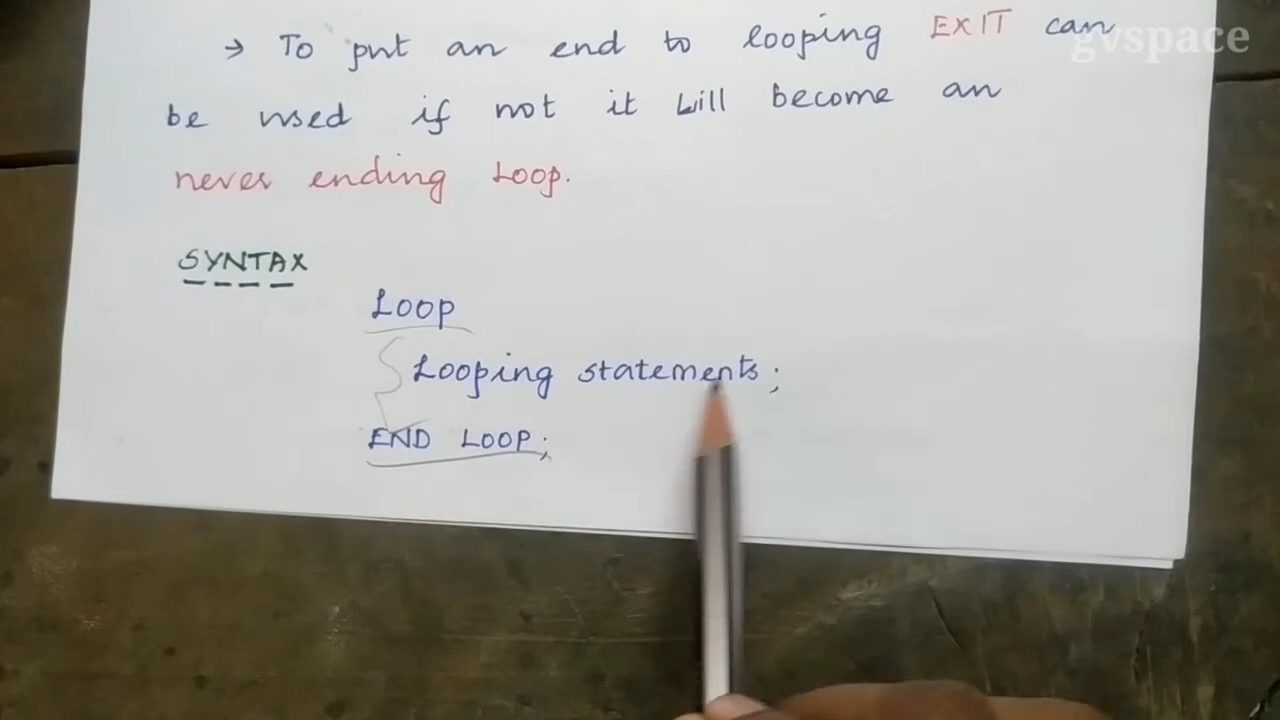 → To put an end to looping EXIT can
gvspace
be used if not it will become an
never ending Loop.
SYNTAX
Loop
Looping statements;
END LOOP;